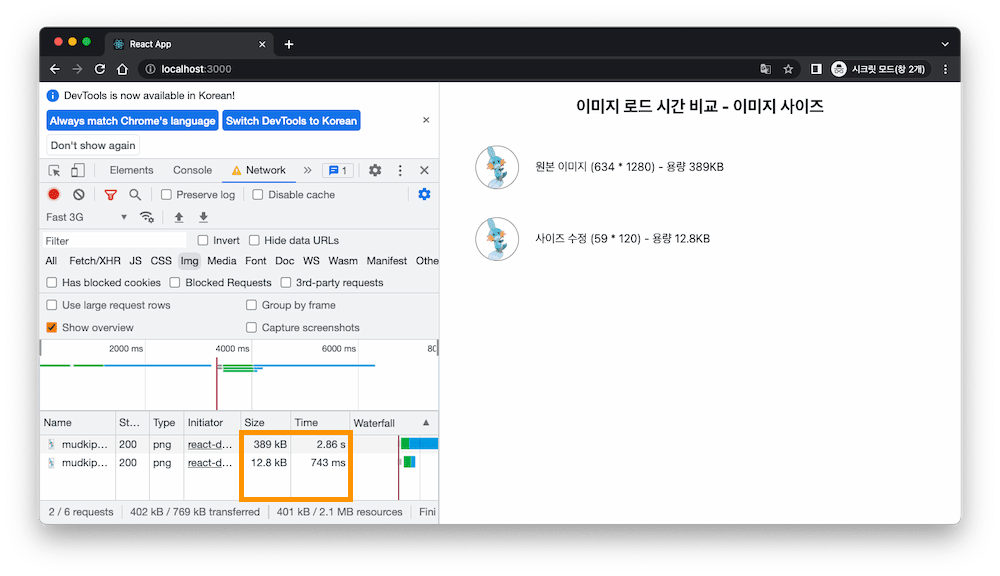 React App
localhost:3000
시크릿 모드(창 2개)
DevTools is now available in Korean!
Always match Chrome's language
Switch DevTools to Korean
Don't show again
Elements Console Network 1
Preserve log Disable cache
Fast 3G
Filter
Invert Hide data URLs
All Fetch/XHR JS CSS Img Media Font Doc WS Wasm Manifest Othe
Has blocked cookies Blocked Requests 3rd-party requests
Use large request rows Group by frame
Show overview Capture screenshots
2000 ms 4000 ms 6000 ms 80
Name St... Type Initiator Size Time Waterfall
mudkip... 200 png react-d... 389 kB 2.86 s
mudkip... 200 png react-d... 12.8 kB 743 ms
2 / 6 requests 402 kB / 769 kB transferred 401 kB / 2.1 MB resources Fini
이미지 로드 시간 비교 - 이미지 사이즈
원본 이미지 (634 * 1280) - 용량 389KB
사이즈 수정 (59 * 120) - 용량 12.8KB